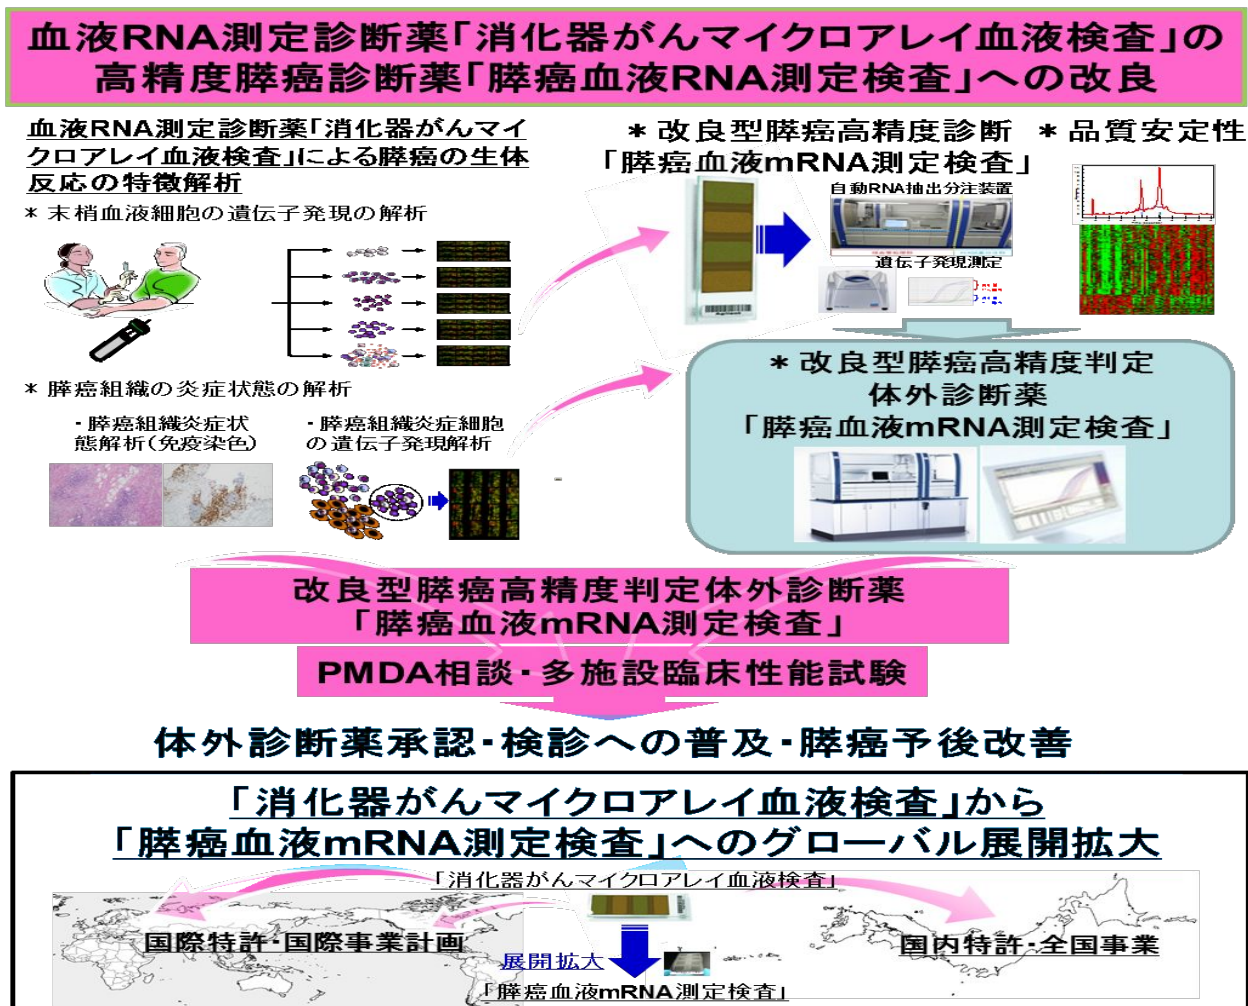 血液RNA測定診断薬「消化器がんマイクロアレイ血液検査」の
高精度膵癌診断薬「膵癌血液RNA測定検査」への改良
血液RNA測定診断薬「消化器がんマイ
クロアレイ血液検査」による膵癌の生体
反応の特徴解析
＊ 末梢血液細胞の遺伝子発現の解析
＊ 膵癌組織の炎症状態の解析
・膵癌組織炎症状
態解析（免疫染色）
・膵癌組織炎症細胞
の遺伝子発現解析
＊ 改良型膵癌高精度診断
「膵癌血液mRNA測定検査」
＊ 品質安定性
自動RNA抽出分注装置
遺伝子発現測定
Agilent
＊ 改良型膵癌高精度判定
体外診断薬
「膵癌血液mRNA測定検査」
改良型膵癌高精度判定体外診断薬
「膵癌血液mRNA測定検査」
PMDA相談・多施設臨床性能試験
体外診断薬承認・検診への普及・膵癌予後改善
「消化器がんマイクロアレイ血液検査」から
「膵癌血液mRNA測定検査」へのグローバル展開拡大
「消化器がんマイクロアレイ血液検査」
国際特許・国際事業計画
国内特許・全国事業
展開拡大
「膵癌血液mRNA測定検査」